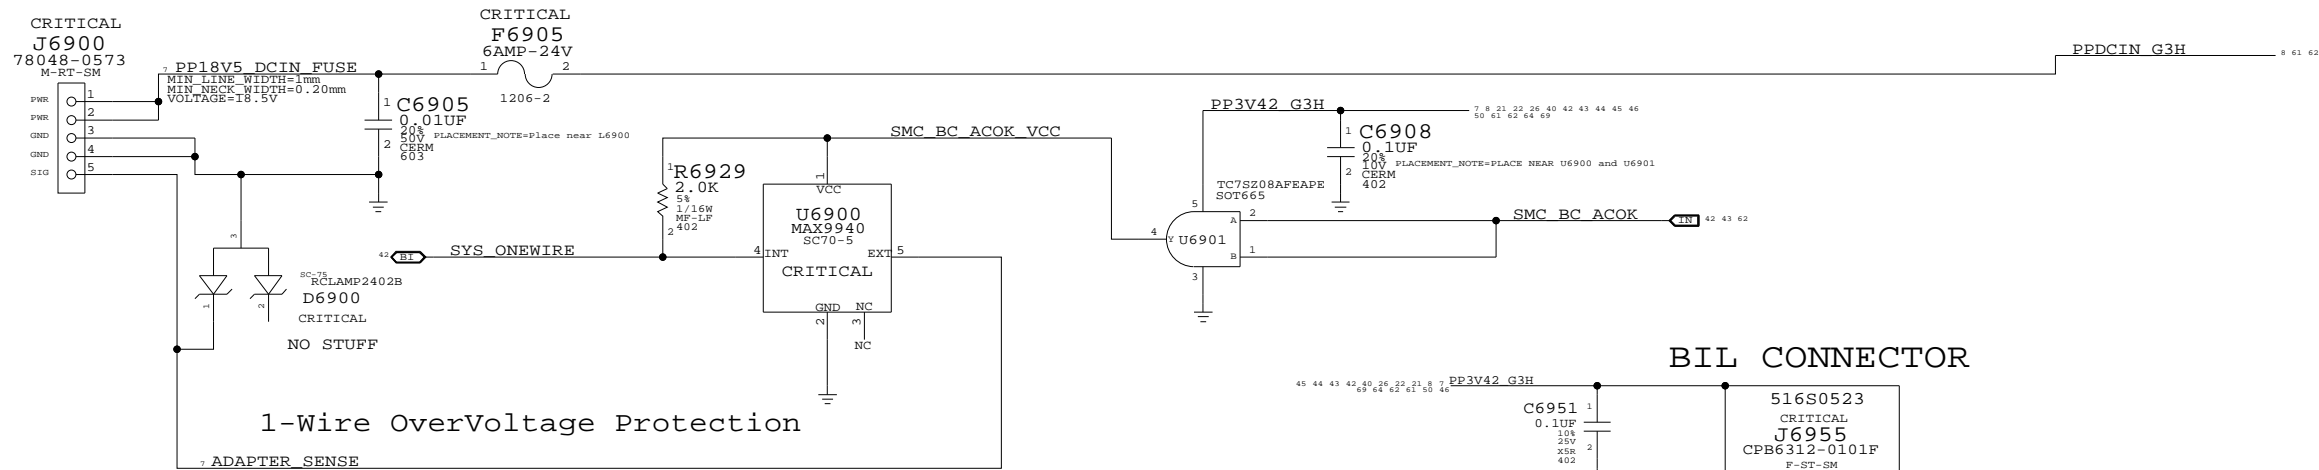 CRITICAL
J6900
78048-0573
M-RT-SM
PWR
PWR
GND
GND
SIG
1
2
3
4
5
7 PP18V5_DCIN_FUSE
MIN_LINE_WIDTH=1mm
MIN_NECK_WIDTH=0.20mm
VOLTAGE=18.5V
CRITICAL
F6905
6AMP-24V
1 2
1206-2
1 C6905
0.01UF
20%
50V PLACEMENT_NOTE=Place near L6900
2 CERM
603
PPDCIN_G3H 8 61 62
PP3V42_G3H 7 8 21 22 26 40 42 43 44 45 46
50 61 62 64 69
1 C6908
0.1UF
20%
10V PLACEMENT_NOTE=PLACE NEAR U6900 and U6901
2 CERM
402
SMC_BC_ACOK_VCC
1 R6929
2.0K
5%
1/16W
MF-LF
2 402
1
VCC
U6900
MAX9940
SC70-5
4 INT EXT 5
CRITICAL
GND NC
2 3
NC
TC7SZ08AFEAPE
SOT665
5
2
A
4 Y U6901
B 1
3
SMC_BC_ACOK IN 42 43 62
42 BI SYS_ONEWIRE
3
SC-75
RCLAMP2402B
D6900
1 2
CRITICAL
NO STUFF
1-Wire OverVoltage Protection
7 ADAPTER_SENSE
BIL CONNECTOR
45 44 43 42 40 26 22 21 8 7 PP3V42_G3H
69 64 62 61 50 46
C6951 1
0.1UF
10%
25V
X5R 2
402
516S0523
CRITICAL
J6955
CPB6312-0101F
F-ST-SM